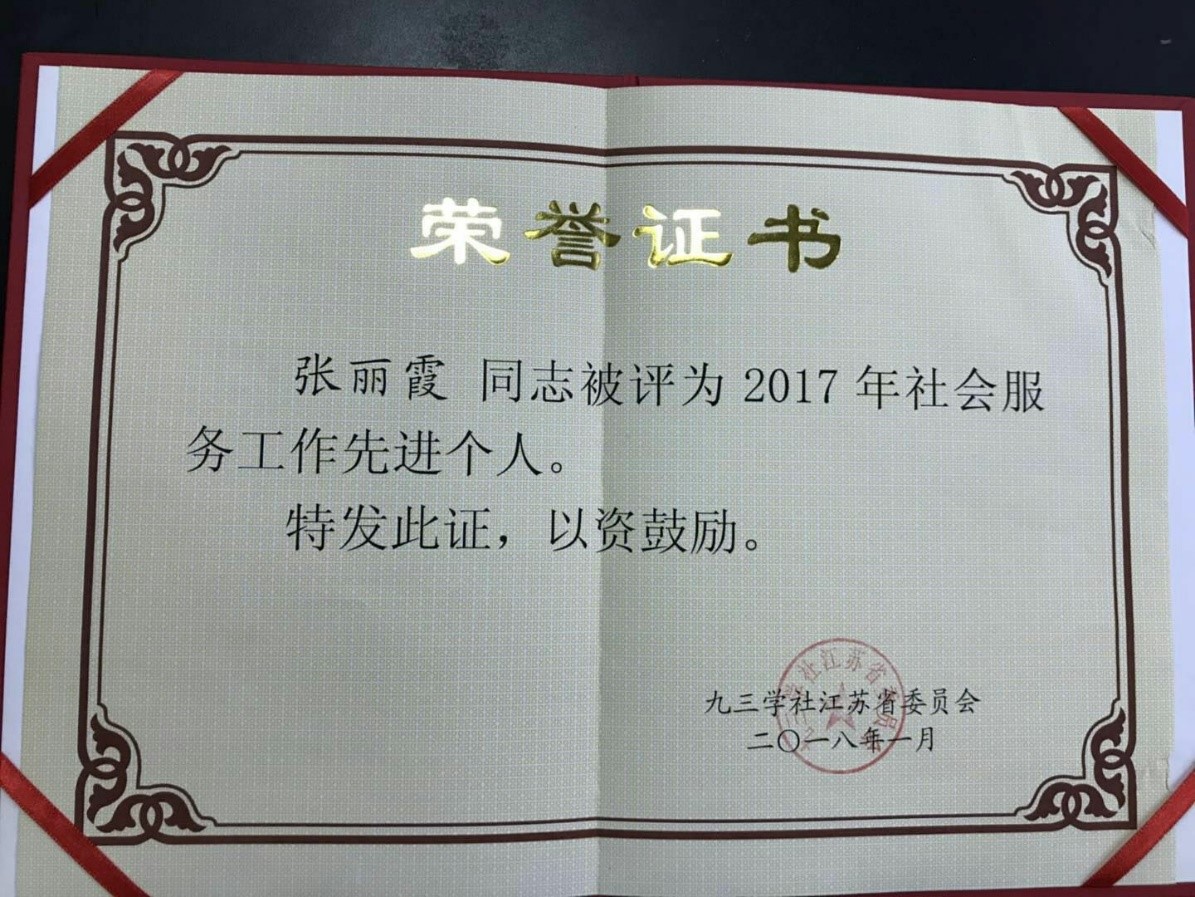 荣誉证书
张丽霞 同志被评为 2017 年社会服
务工作先进个人。
特发此证，以资鼓励。
九三学社江苏省委员会
二〇一八年一月